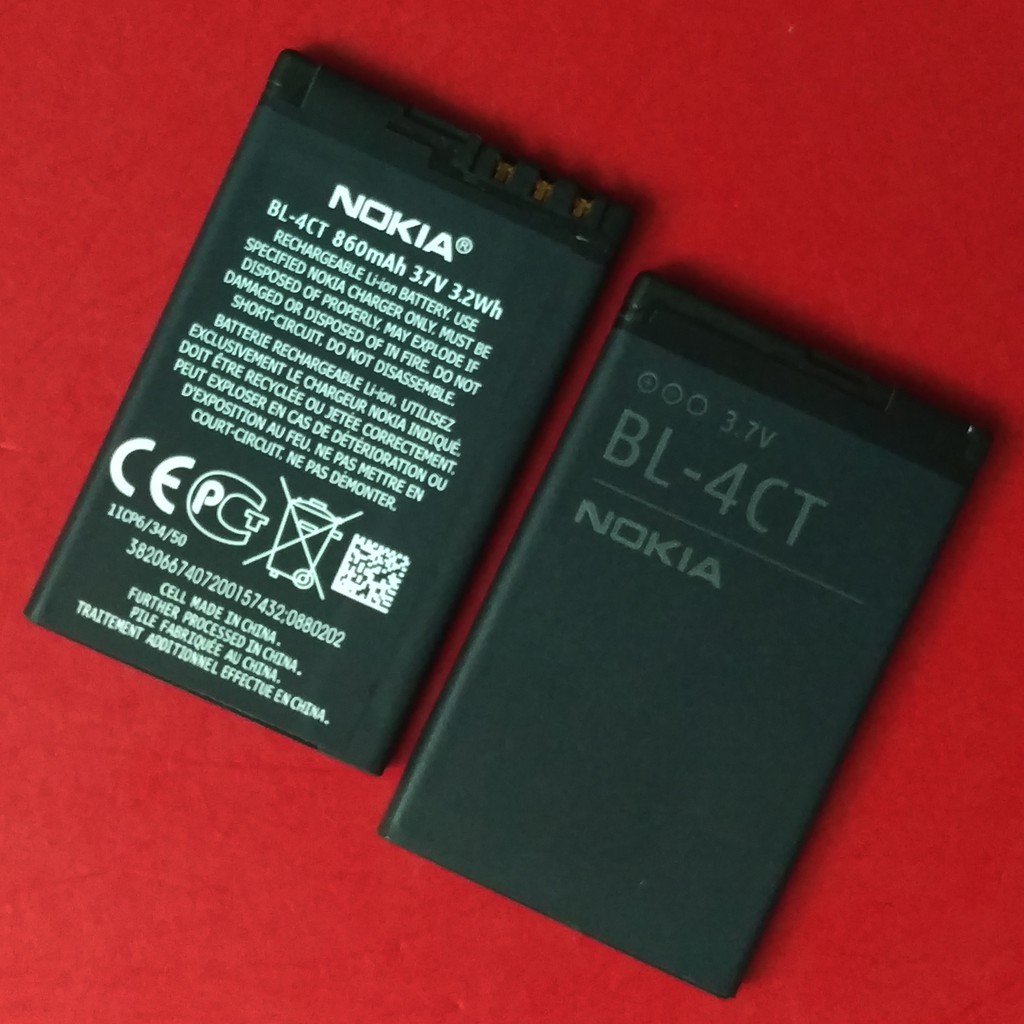 NOKIA®
BL-4CT 860mAh 3.7V 3.2Wh
RECHARGEABLE Li-ion BATTERY. USE
SPECIFIED NOKIA CHARGER ONLY. MUST BE
DISPOSED OF PROPERLY. MAY EXPLODE IF
DAMAGED OR DISPOSED OF IN FIRE. DO NOT
SHORT-CIRCUIT. DO NOT DISASSEMBLE.
BATTERIE RECHARGEABLE Li-ion. UTILISEZ
EXCLUSIVEMENT LE CHARGEUR NOKIA INDIQUÉ.
DOIT ÊTRE RECYCLÉE OU JETÉE CORRECTEMENT.
PEUT EXPLOSER EN CAS DE DÉTÉRIORATION OU
D'EXPOSITION AU FEU. NE PAS METTRE EN
COURT-CIRCUIT. NE PAS DÉMONTER.
CE PCT
1ICP6/34/50
3820667407200157432;0880202
CELL MADE IN CHINA.
FURTHER PROCESSED IN CHINA.
PILE FABRIQUÉE AU CHINA.
TRAITEMENT ADDITIONNEL EFFECTUE EN CHINA.
3.7V
BL-4CT
NOKIA